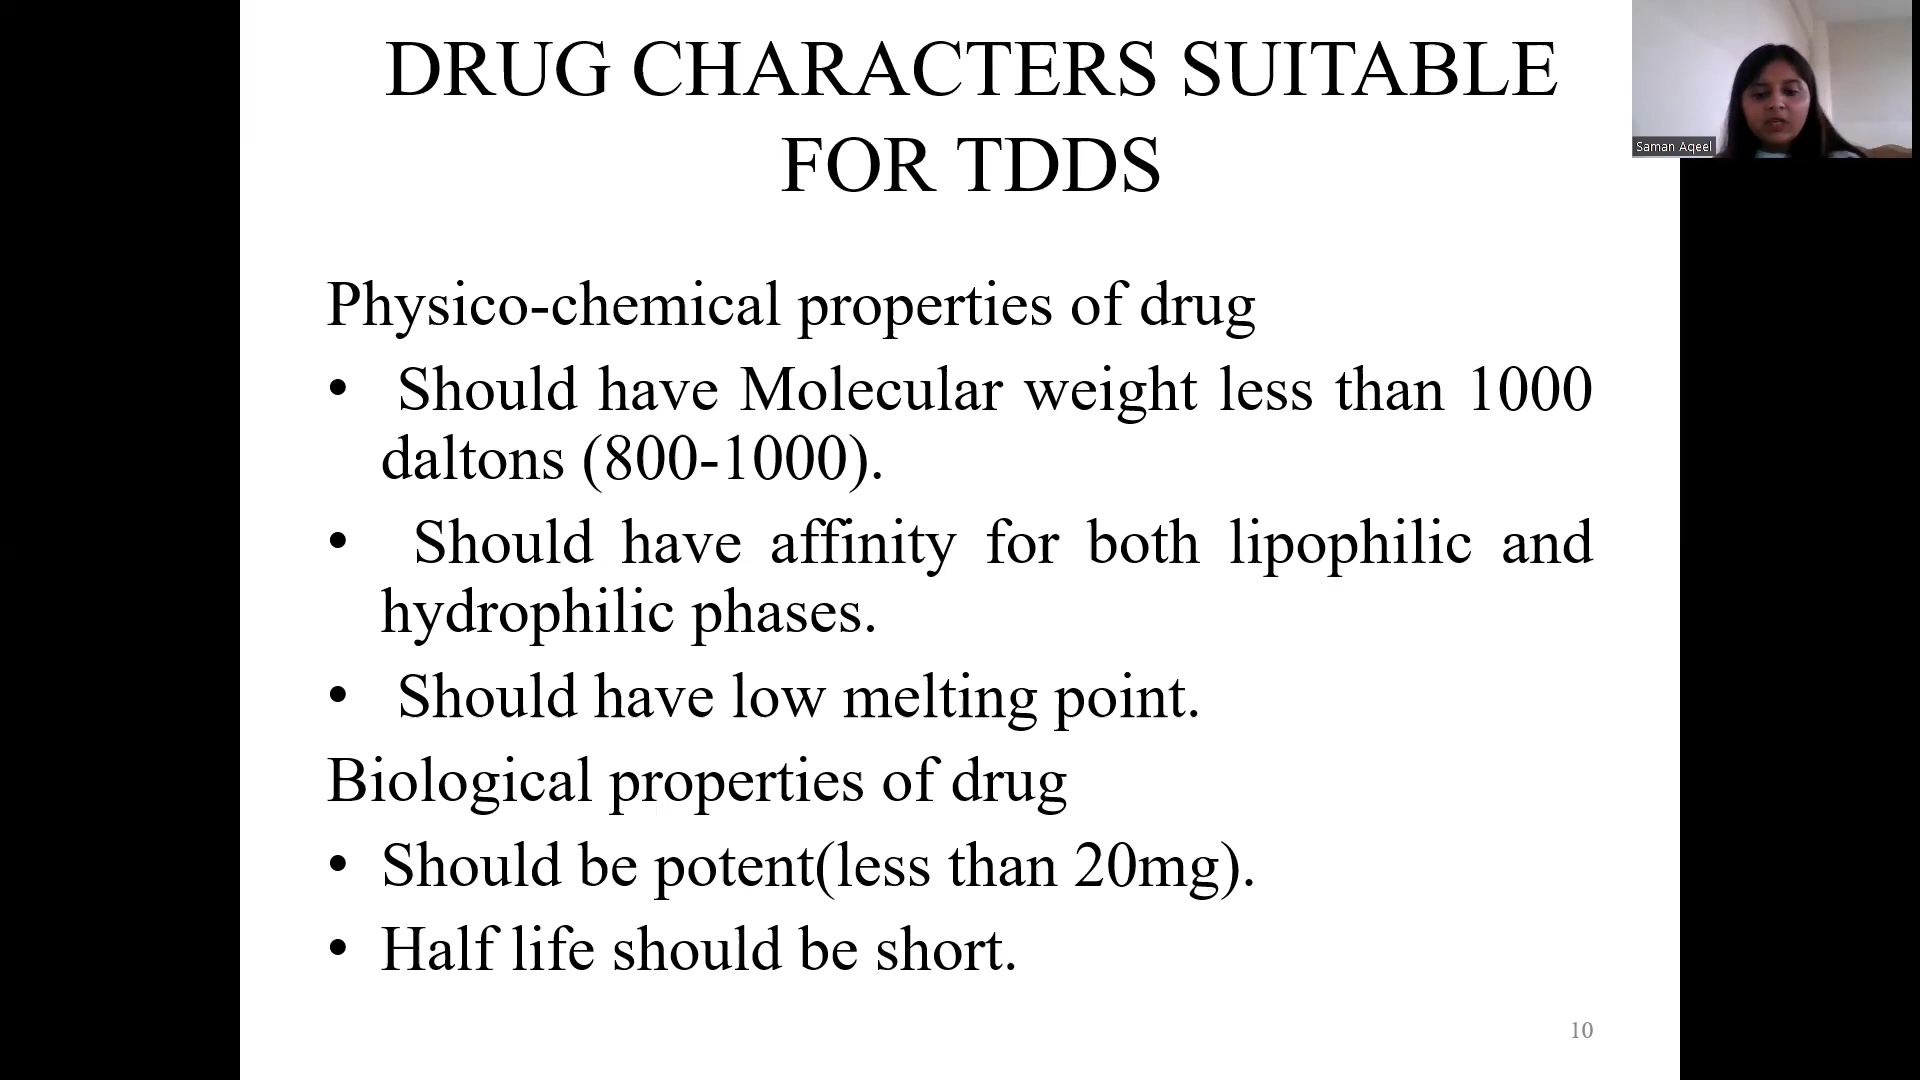 DRUG CHARACTERS SUITABLE
FOR TDDS
Saman Aqeel
Physico-chemical properties of drug
• Should have Molecular weight less than 1000
daltons (800-1000).
• Should have affinity for both lipophilic and
hydrophilic phases.
• Should have low melting point.
Biological properties of drug
• Should be potent(less than 20mg).
• Half life should be short.
10